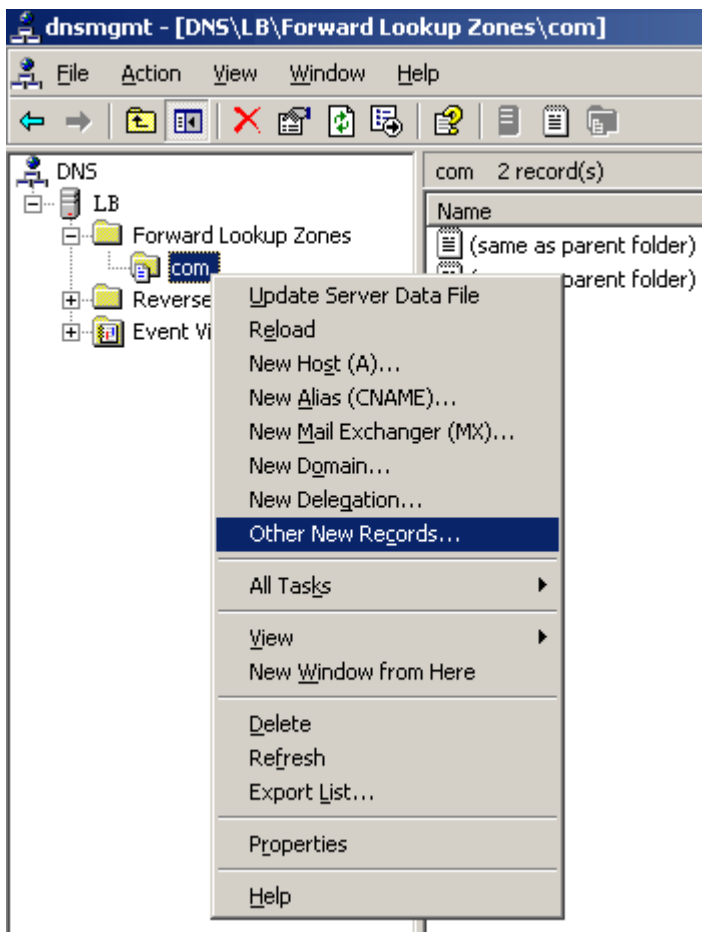 dnsmgmt - [DNS\LB\Forward Lookup Zones\com]
File Action View Window Help
DNS
LB
Forward Lookup Zones
com
Reverse
Event Vi
com 2 record(s)
Name
(same as parent folder)
parent folder)
Update Server Data File
Reload
New Host (A)...
New Alias (CNAME)...
New Mail Exchanger (MX)...
New Domain...
New Delegation...
Other New Records...
All Tasks
View
New Window from Here
Delete
Refresh
Export List...
Properties
Help